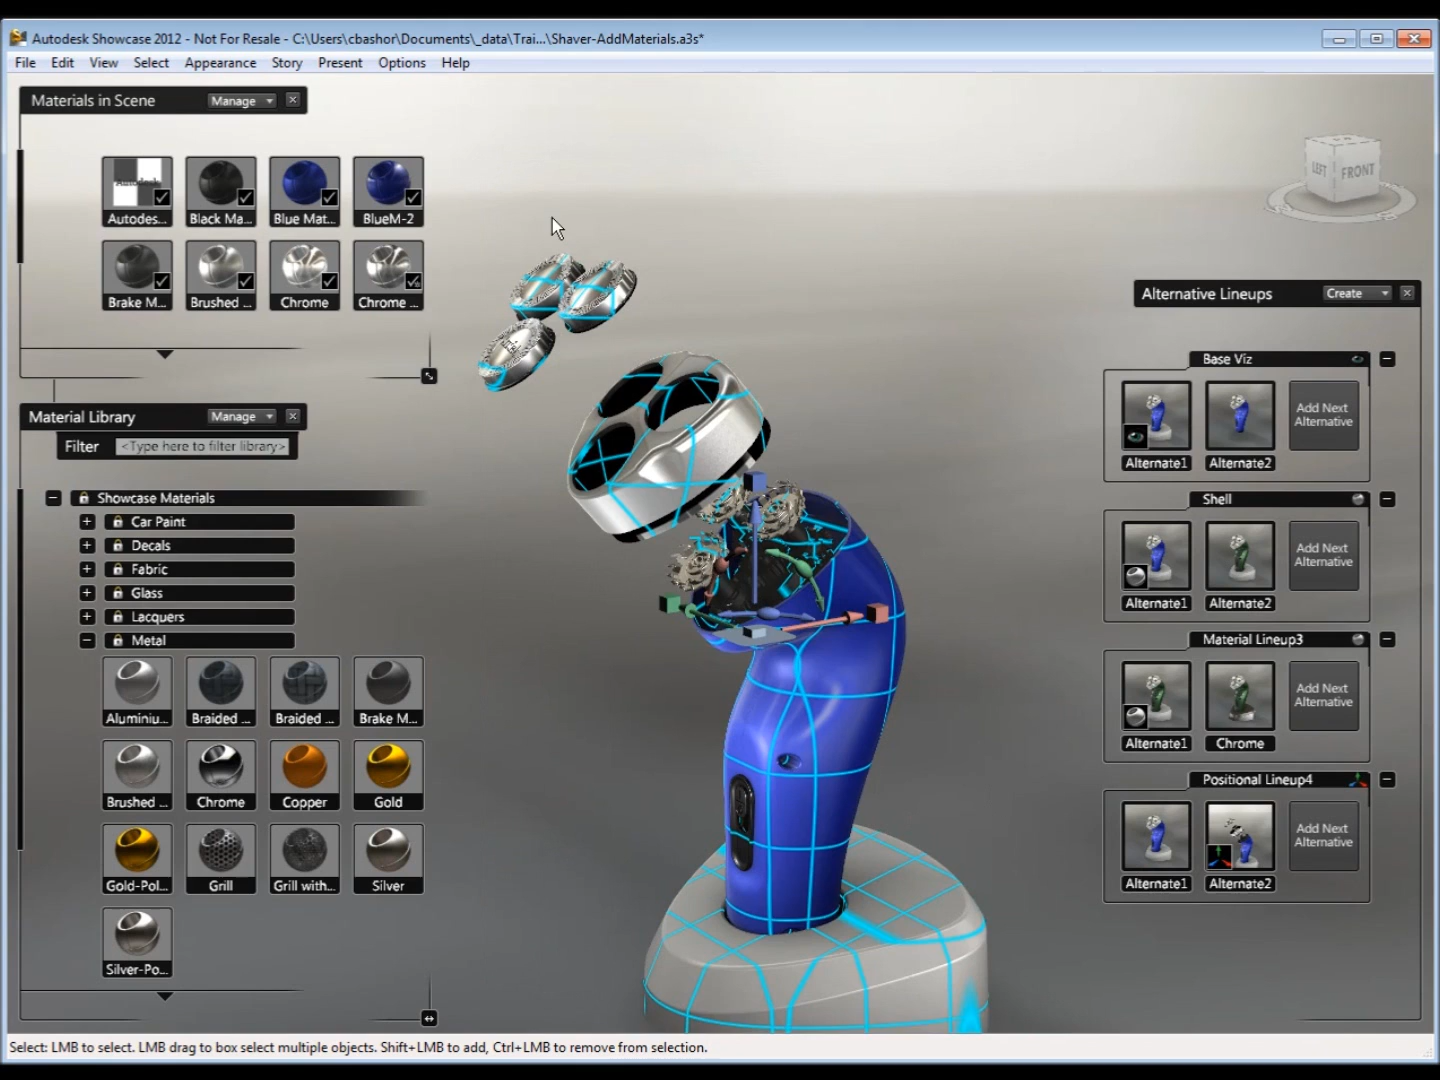 Autodesk Showcase 2012 - Not For Resale - C:\Users\cbashor\Documents\_data\Trai...\Shaver-AddMaterials.a3s*
File Edit View Select Appearance Story Present Options Help
Materials in Scene Manage
Autodes... Black Ma... Blue Mat... BlueM-2
Brake M... Brushed ... Chrome Chrome ...
Material Library Manage
Filter <Type here to filter library>
Showcase Materials
Car Paint
Decals
Fabric
Glass
Lacquers
Metal
Aluminiu... Braided ... Braided ... Brake M...
Brushed ... Chrome Copper Gold
Gold-Pol... Grill Grill with... Silver
Silver-Po...
LEFT FRONT
Alternative Lineups Create
Base Viz
Add Next
Alternative
Alternate1 Alternate2
Shell
Add Next
Alternative
Alternate1 Alternate2
Material Lineup3
Add Next
Alternative
Alternate1 Chrome
Positional Lineup4
Add Next
Alternative
Alternate1 Alternate2
Select: LMB to select. LMB drag to box select multiple objects. Shift+LMB to add, Ctrl+LMB to remove from selection.